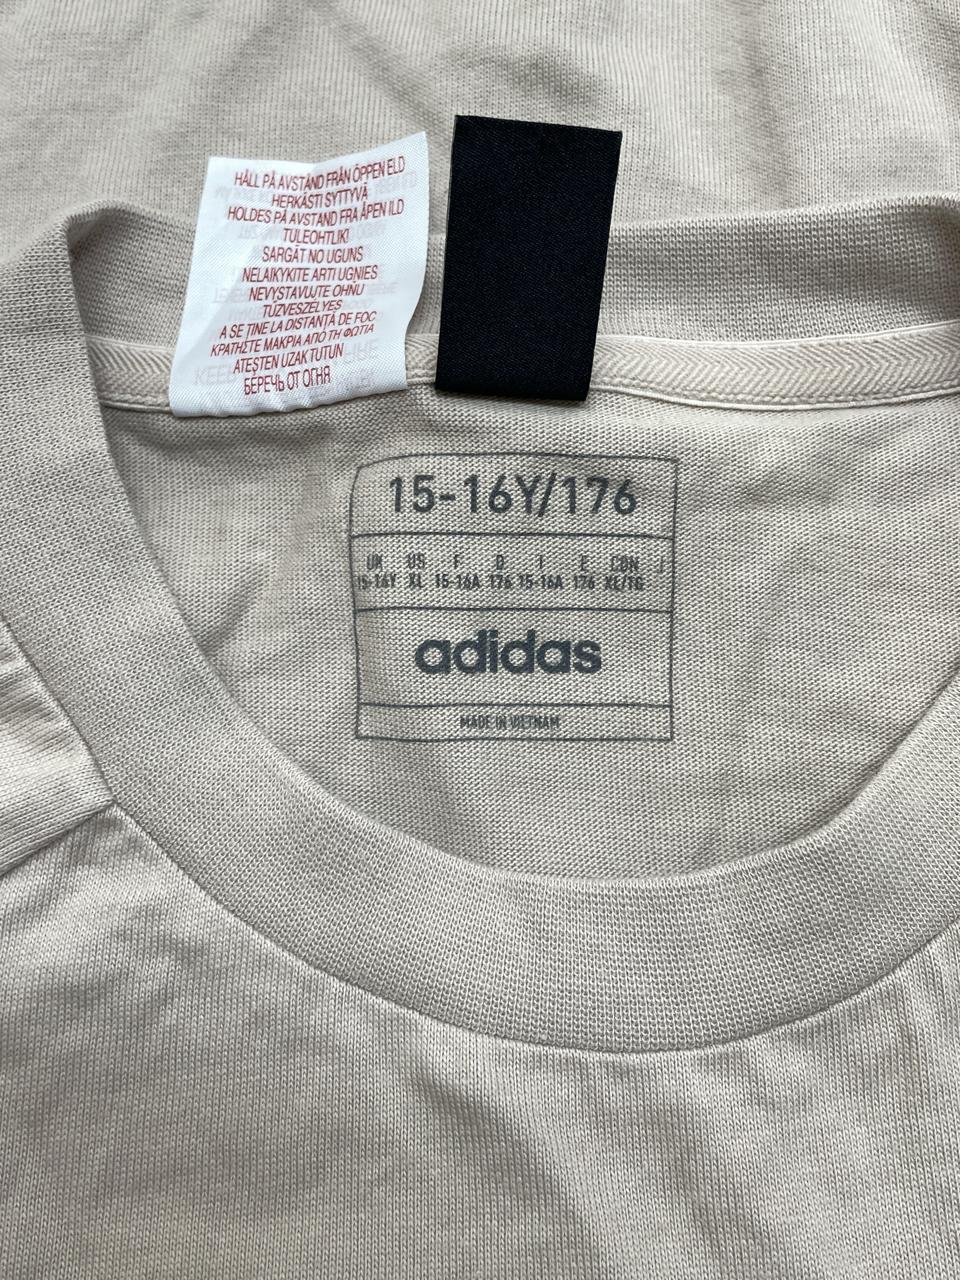 HÅLL PÅ AVSTÅND FRÅN ÖPPEN ELD
HERKÄSTI SYTTYVÄ
HOLDES PÅ AVSTAND FRA ÅPEN ILD
TULEOHTLIK!
SARGĀT NO UGUNS
NELAIKYKITE ARTI UGNIES
NEVYSTAVUJTE OHŇU
TŰZVESZÉLYES
A SE ȚINE LA DISTANȚĂ DE FOC
ΚΡΑΤΗΣΤΕ ΜΑΚΡΙΑ ΑΠΟ ΤΗ ΦΩΤΙΑ
ATEŞTEN UZAK TUTUN
БЕРЕЧЬ ОТ ОГНЯ
15-16Y/176
UK US F D I E CDN J
15-16Y XL 15-16A 176 15-16A 176 XL/TG
adidas
MADE IN VIETNAM